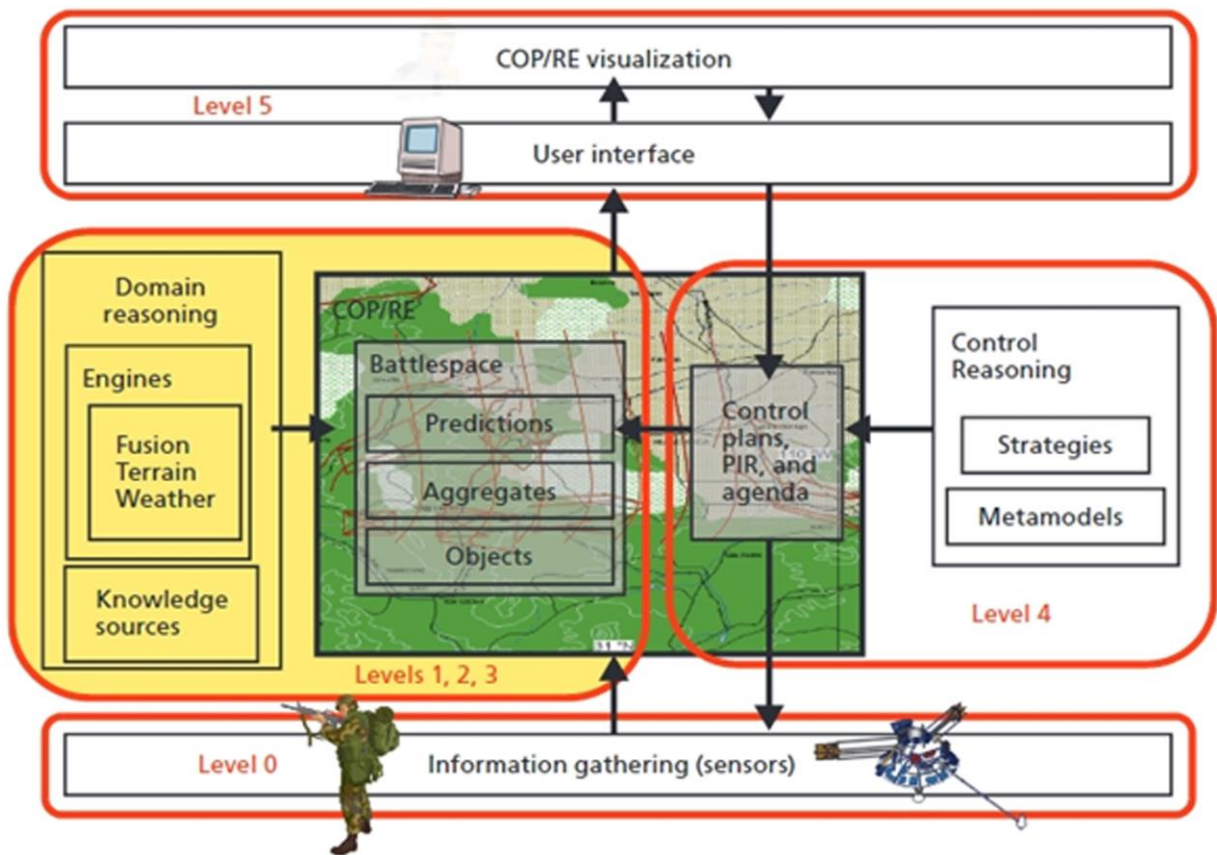 COP/RE visualization
Level 5
User interface
Domain
reasoning
Engines
Fusion
Terrain
Weather
Knowledge
sources
COP/RE
Battlespace
Predictions
Aggregates
Objects
Levels 1, 2, 3
Control
plans,
PIR, and
agenda
Control
Reasoning
Strategies
Metamodels
Level 4
Level 0
Information gathering (sensors)